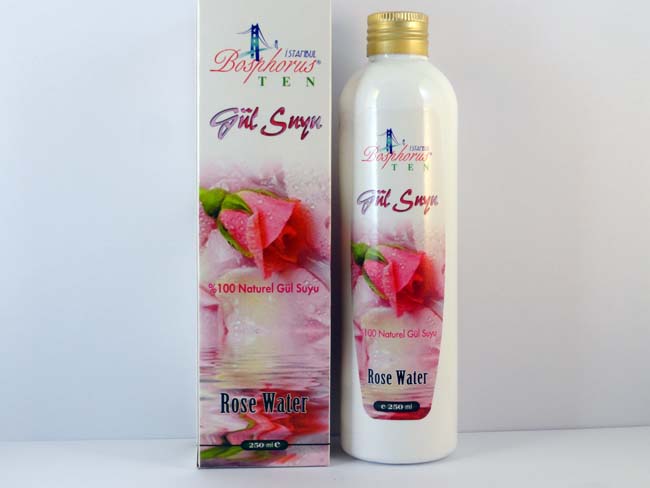 İSTANBUL
Bosphorus®
TEN
Gül Suyu
%100 Naturel Gül Suyu
Rose Water
250 ml e
İSTANBUL
Bosphorus
TEN
Gül Suyu
%100 Naturel Gül Suyu
Rose Water
e 250 ml